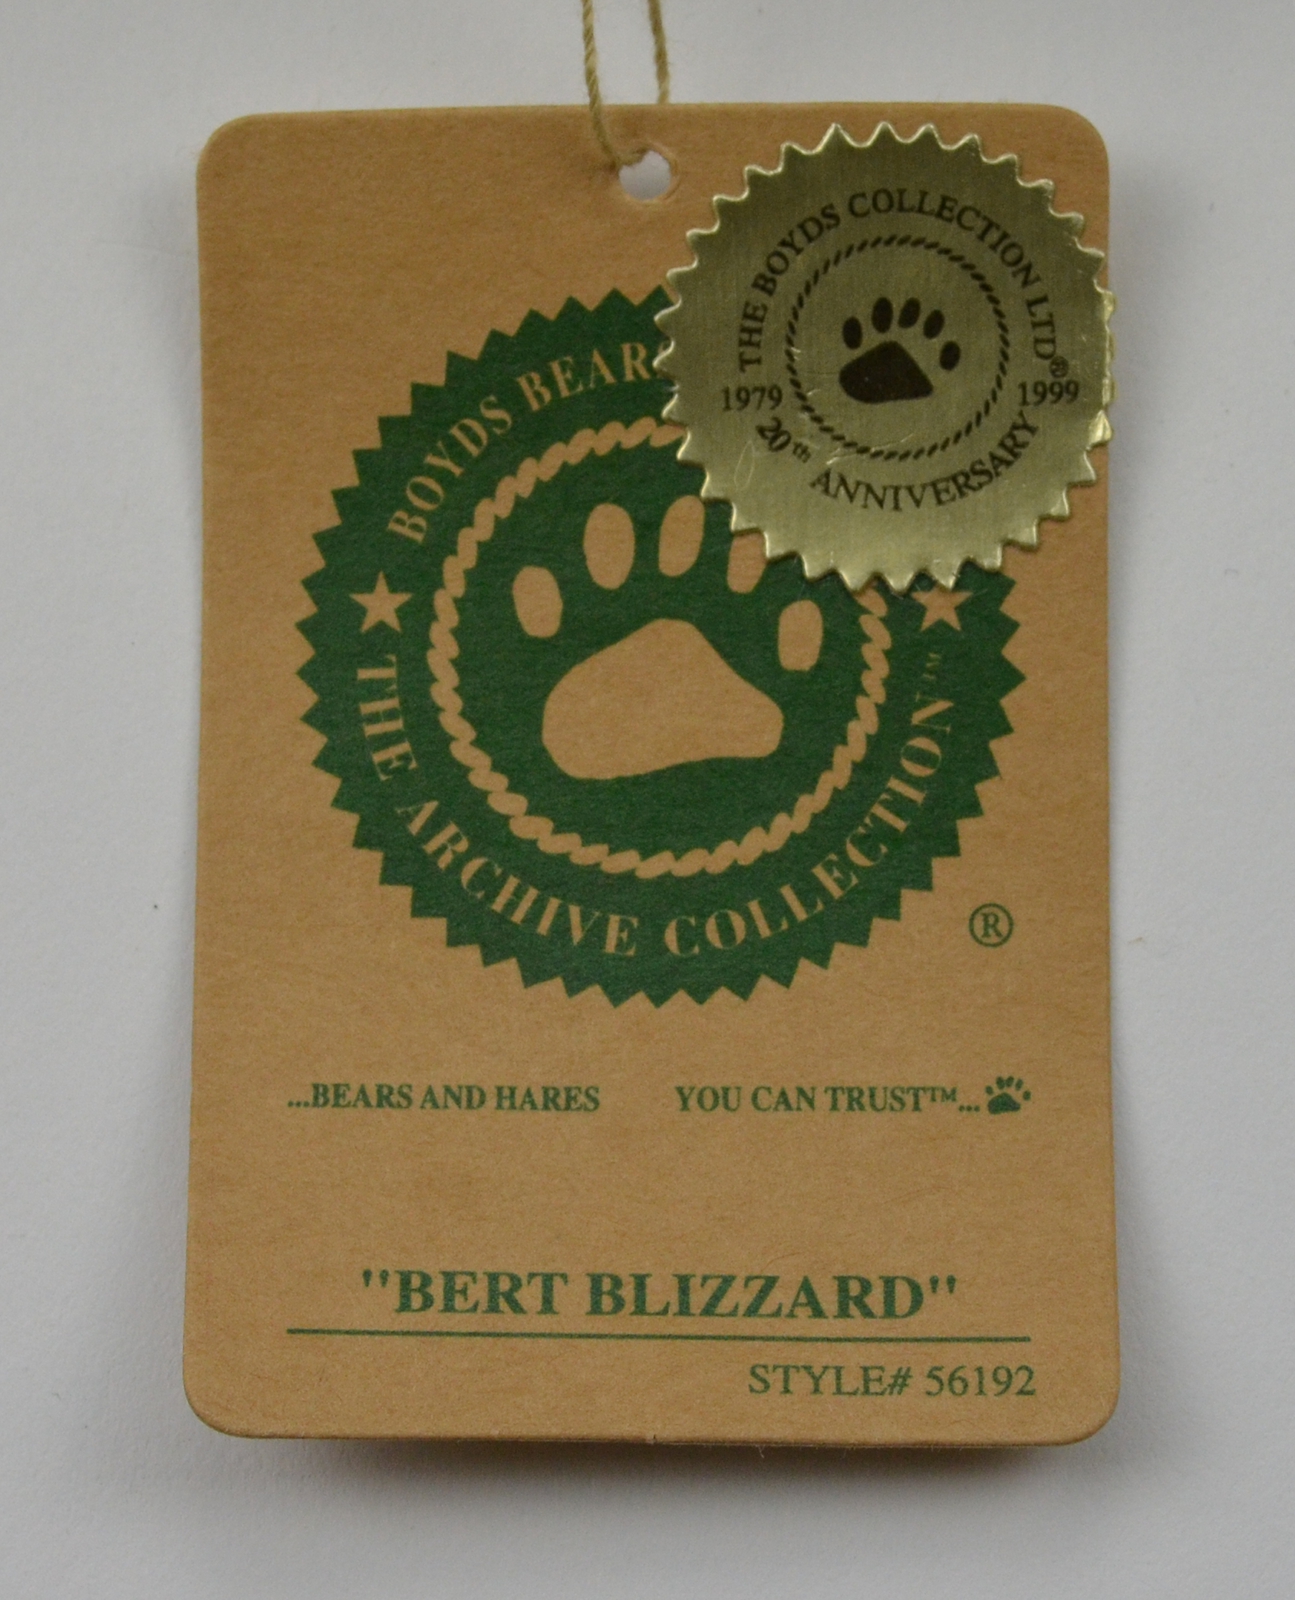 THE BOYDS COLLECTION LTD®
1979 1999
20th ANNIVERSARY
BOYDS BEARS
THE ARCHIVE COLLECTION™
®
...BEARS AND HARES YOU CAN TRUST™...
"BERT BLIZZARD"
STYLE# 56192